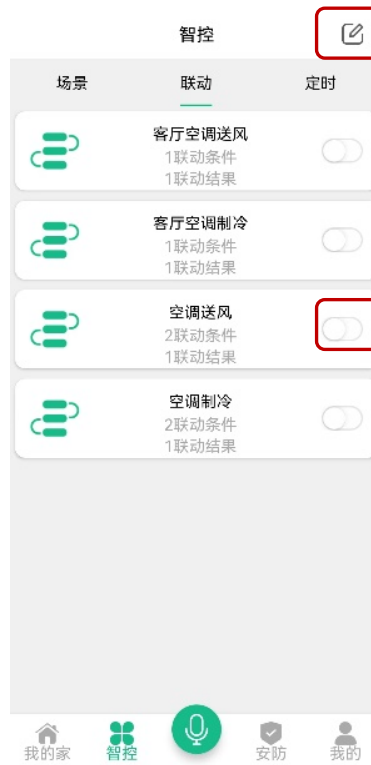 智控
场景 联动 定时
客厅空调送风
1联动条件
1联动结果
客厅空调制冷
1联动条件
1联动结果
空调送风
2联动条件
1联动结果
空调制冷
2联动条件
1联动结果
我的家 智控 安防 我的